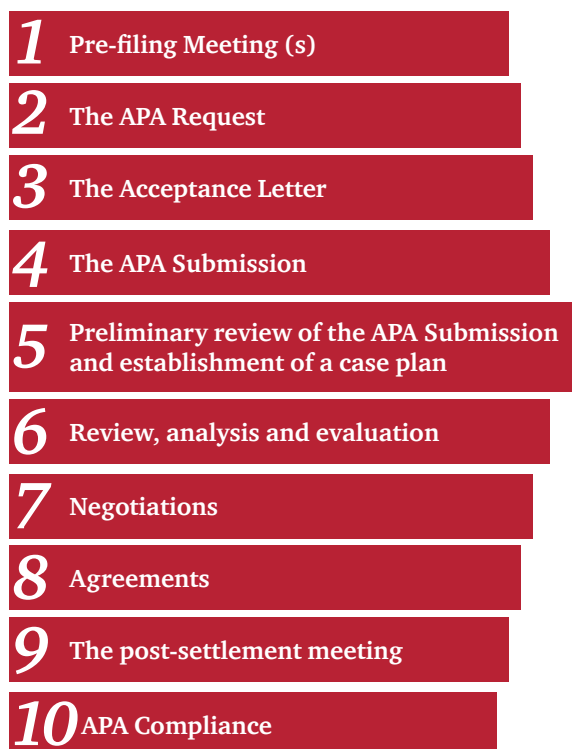 1 Pre-filing Meeting (s)
2 The APA Request
3 The Acceptance Letter
4 The APA Submission
5 Preliminary review of the APA Submission
and establishment of a case plan
6 Review, analysis and evaluation
7 Negotiations
8 Agreements
9 The post-settlement meeting
10 APA Compliance